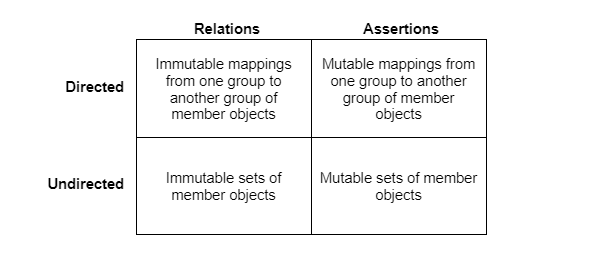 Relations Assertions
Directed
Immutable mappings
from one group to
another group of
member objects
Mutable mappings from
one group to another
group of member
objects
Undirected
Immutable sets of
member objects
Mutable sets of member
objects